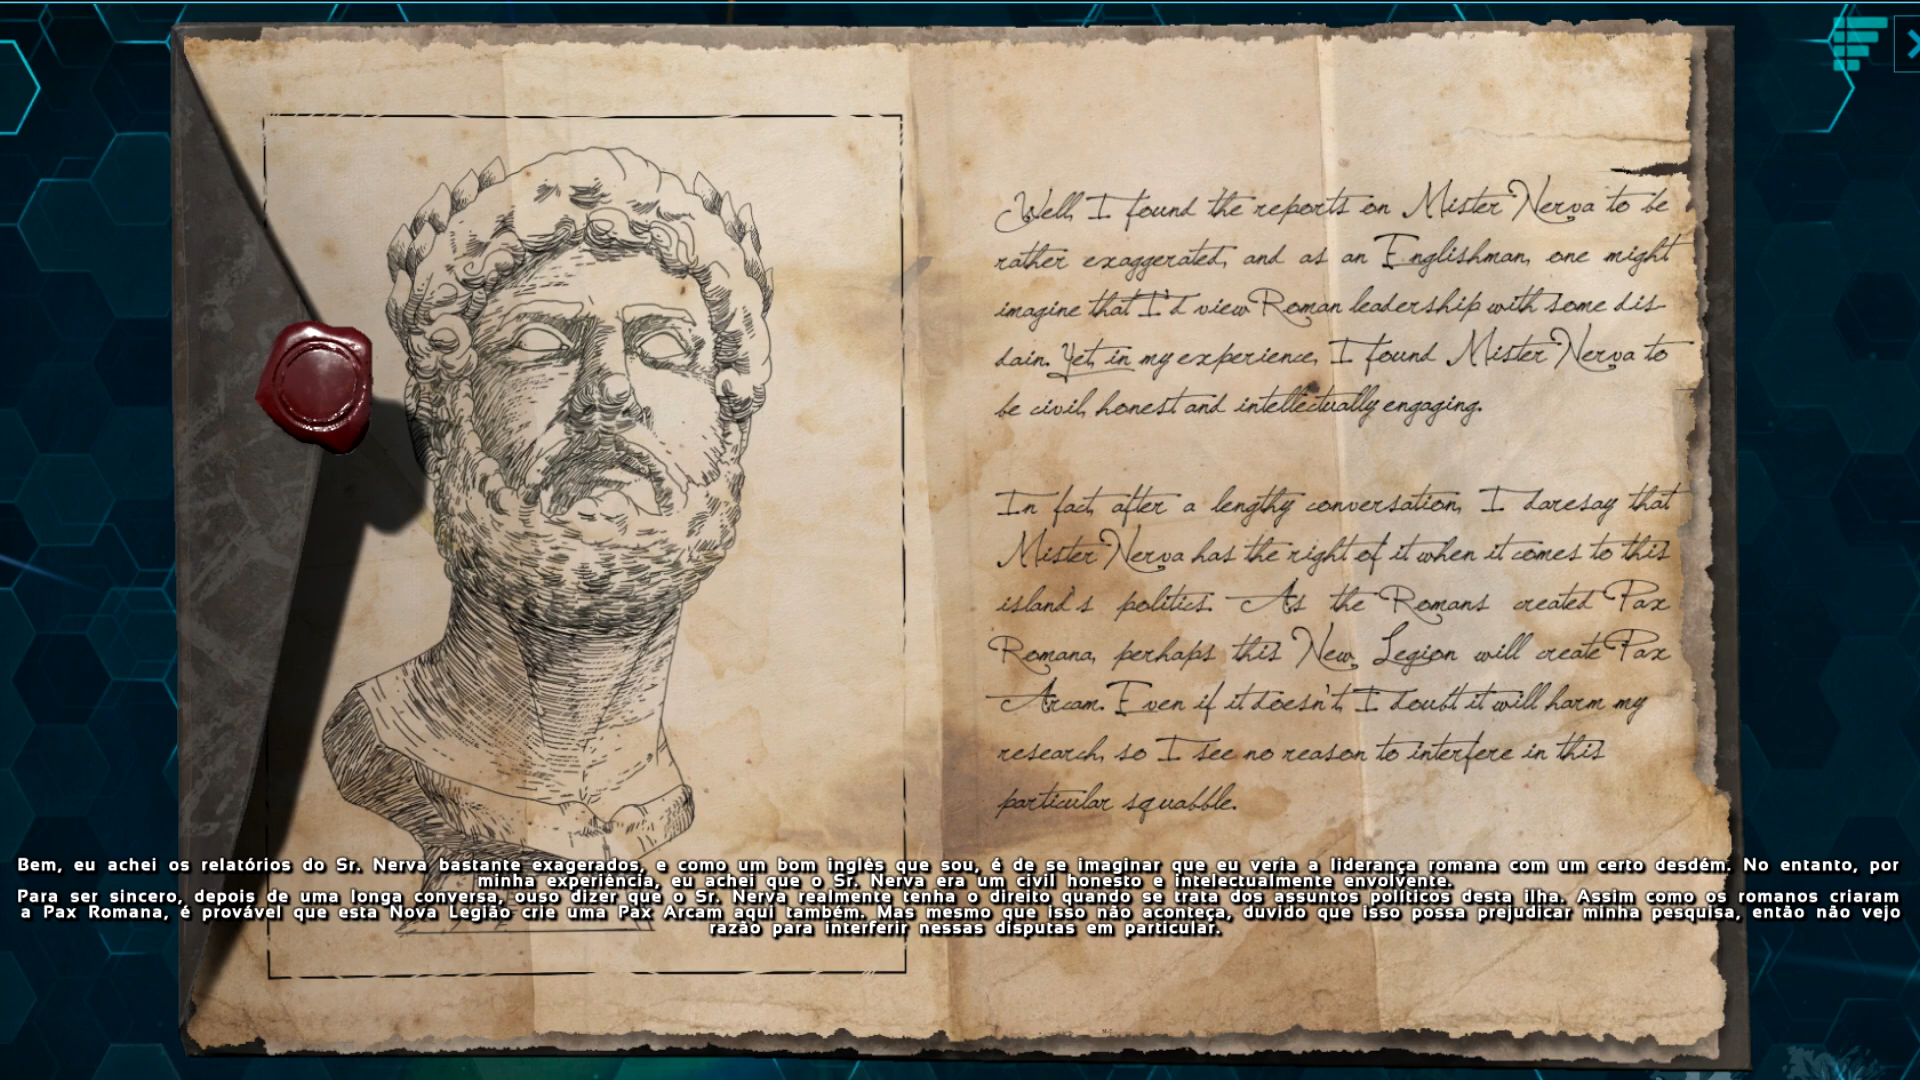 Well, I found the reports on Mister Nerva to be
rather exaggerated, and as an Englishman, one might
imagine that I'd view Roman leadership with some dis-
dain. Yet, in my experience, I found Mister Nerva to
be civil, honest and intellectually engaging.
In fact, after a lengthy conversation, I daresay that
Mister Nerva has the right of it when it comes to this
island's politics. As the Romans created Pax
Romana, perhaps this New Legion will create Pax
Arcam. Even if it doesn't, I doubt it will harm my
research, so I see no reason to interfere in this
particular squabble.
Bem, eu achei os relatórios do Sr. Nerva bastante exagerados, e como um bom inglês que sou, é de se imaginar que eu veria a liderança romana com um certo desdém. No entanto, por
minha experiência, eu achei que o Sr. Nerva era um civil honesto e intelectualmente envolvente.
Para ser sincero, depois de uma longa conversa, ouso dizer que o Sr. Nerva realmente tenha o direito quando se trata dos assuntos políticos desta ilha. Assim como os romanos criaram
a Pax Romana, é provável que esta Nova Legião crie uma Pax Arcam aqui também. Mas mesmo que isso não aconteça, duvido que isso possa prejudicar minha pesquisa, então não vejo
razão para interferir nessas disputas em particular.